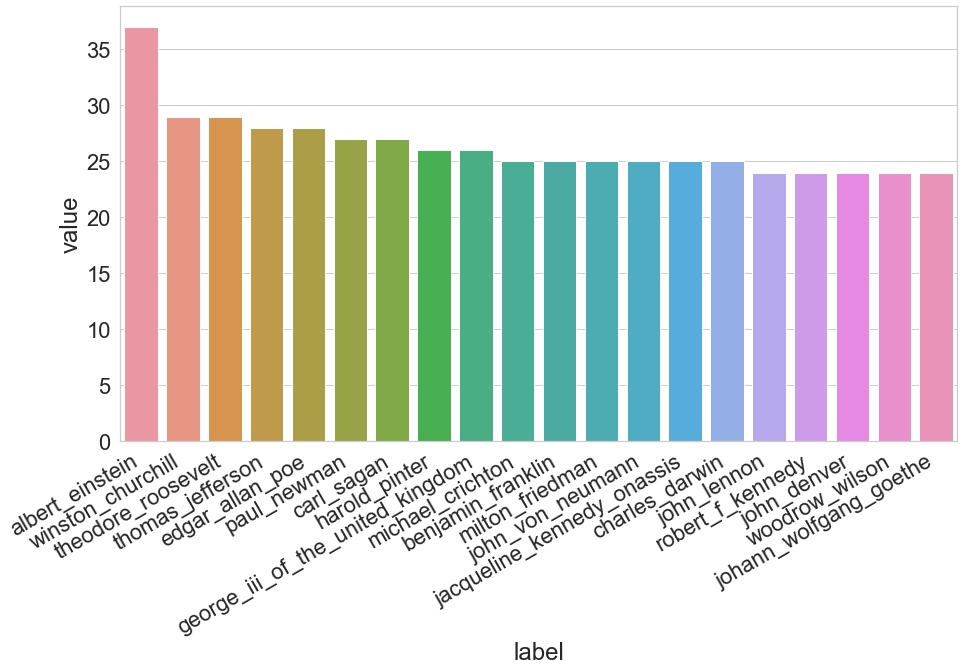 35
30
25
20
15
10
5
0
value
albert_einstein
winston_churchill
theodore_roosevelt
thomas_jefferson
edgar_allan_poe
paul_newman
carl_sagan
harold_pinter
george_iii_of_the_united_kingdom
michael_crichton
benjamin_franklin
milton_friedman
john_von_neumann
jacqueline_kennedy_onassis
charles_darwin
john_lennon
robert_f_kennedy
john_denver
woodrow_wilson
johann_wolfgang_goethe
label